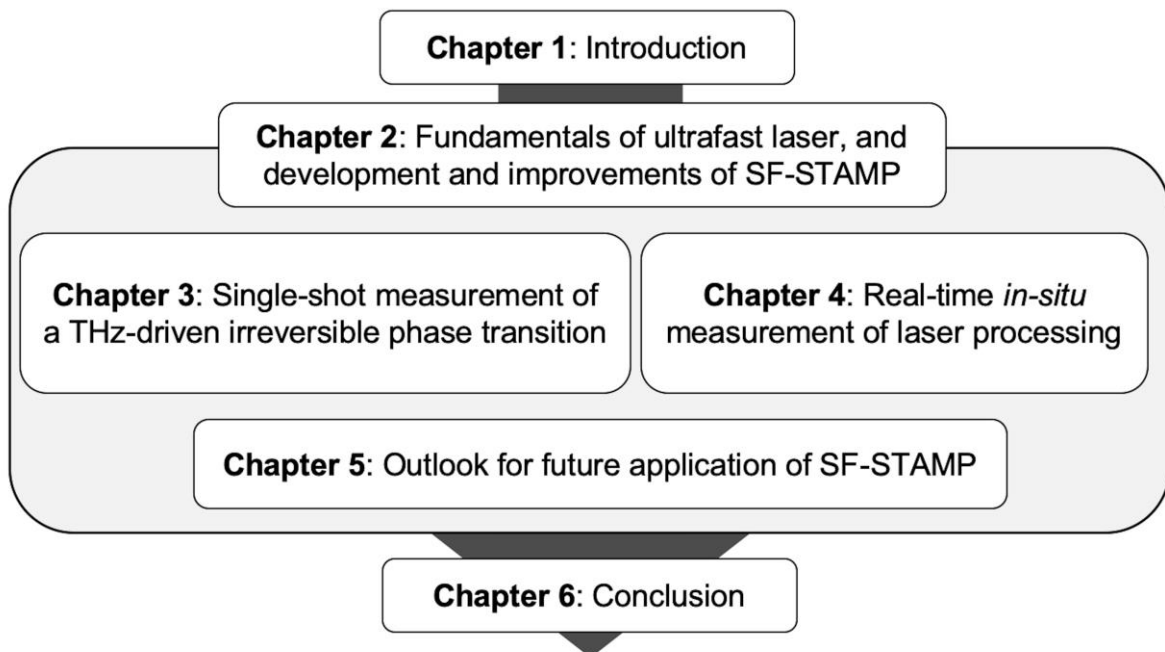 Chapter 1: Introduction
Chapter 2: Fundamentals of ultrafast laser, and
development and improvements of SF-STAMP
Chapter 3: Single-shot measurement of
a THz-driven irreversible phase transition
Chapter 4: Real-time in-situ
measurement of laser processing
Chapter 5: Outlook for future application of SF-STAMP
Chapter 6: Conclusion